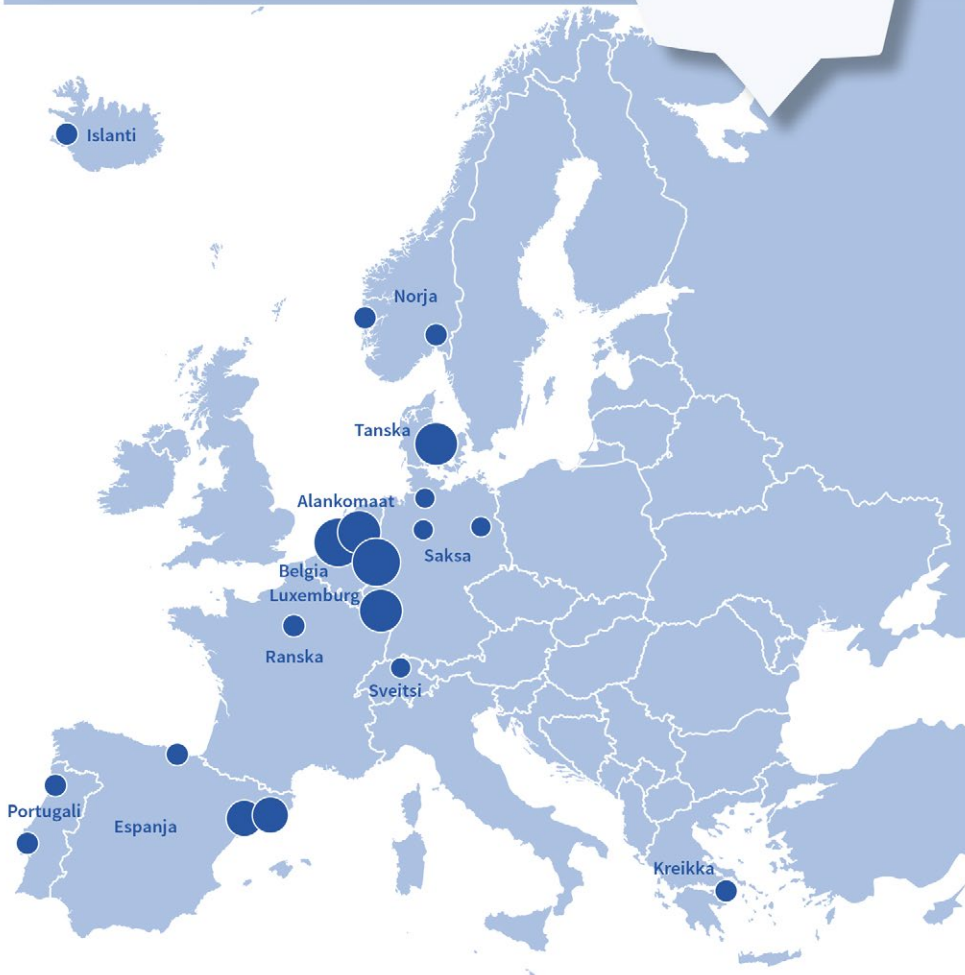 Islanti
Norja
Tanska
Alankomaat
Saksa
Belgia
Luxemburg
Ranska
Sveitsi
Portugali
Espanja
Kreikka